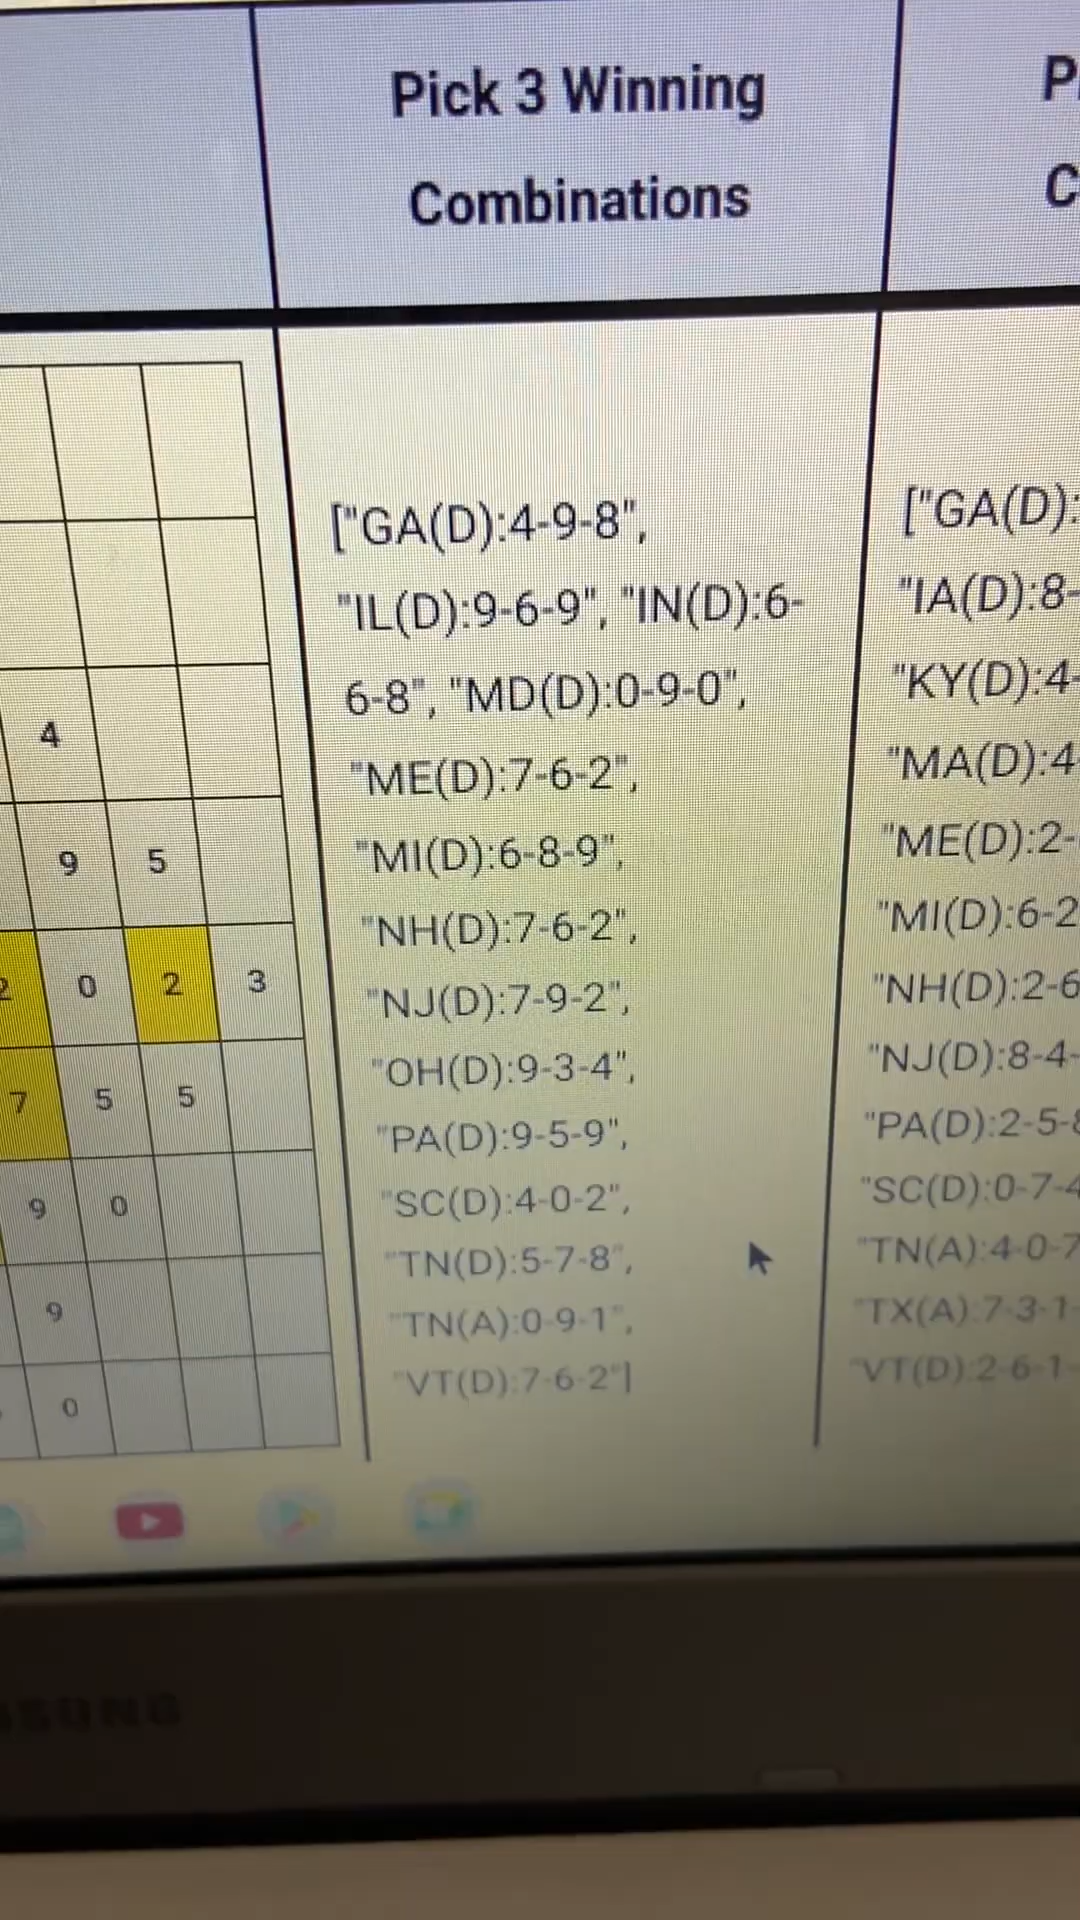 Pick 3 Winning
Combinations
4
9 5
2 0 2 3
7 5 5
9 0
9
0
["GA(D):4-9-8",
"IL(D):9-6-9", "IN(D):6-
6-8", "MD(D):0-9-0",
"ME(D):7-6-2",
"MI(D):6-8-9",
"NH(D):7-6-2",
"NJ(D):7-9-2",
"OH(D):9-3-4",
"PA(D):9-5-9",
"SC(D):4-0-2",
"TN(D):5-7-8",
"TN(A):0-9-1",
"VT(D):7-6-2"]
["GA(D):
"IA(D):8-
"KY(D):4-
"MA(D):4
"ME(D):2-
"MI(D):6-2
"NH(D):2-6
"NJ(D):8-4-
"PA(D):2-5-8
"SC(D):0-7-4
"TN(A):4-0-7
"TX(A):7-3-1-
"VT(D):2-6-1-